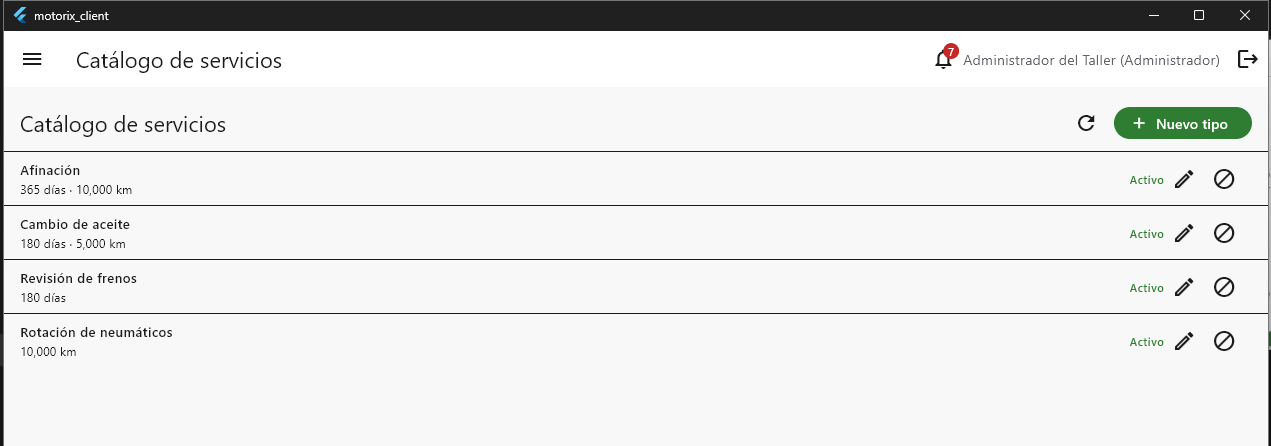 motorix_client
Catálogo de servicios
7
Administrador del Taller (Administrador)
Catálogo de servicios
+ Nuevo tipo
Afinación
365 días · 10,000 km
Activo
Cambio de aceite
180 días · 5,000 km
Activo
Revisión de frenos
180 días
Activo
Rotación de neumáticos
10,000 km
Activo